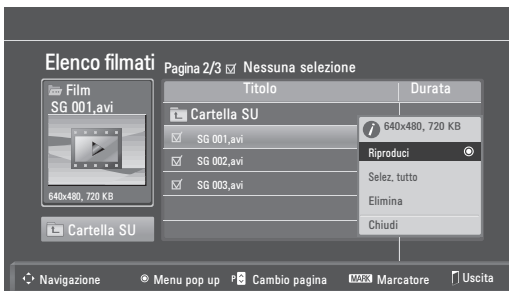 Elenco filmati Pagina 2/3 Nessuna selezione
Film
SG 001,avi
640x480, 720 KB
Cartella SU
Titolo Durata
Cartella SU
SG 001,avi
SG 002,avi
SG 003,avi
640x480, 720 KB
Riproduci
Selez, tutto
Elimina
Chiudi
Navigazione Menu pop up P Cambio pagina MARK Marcatore Uscita